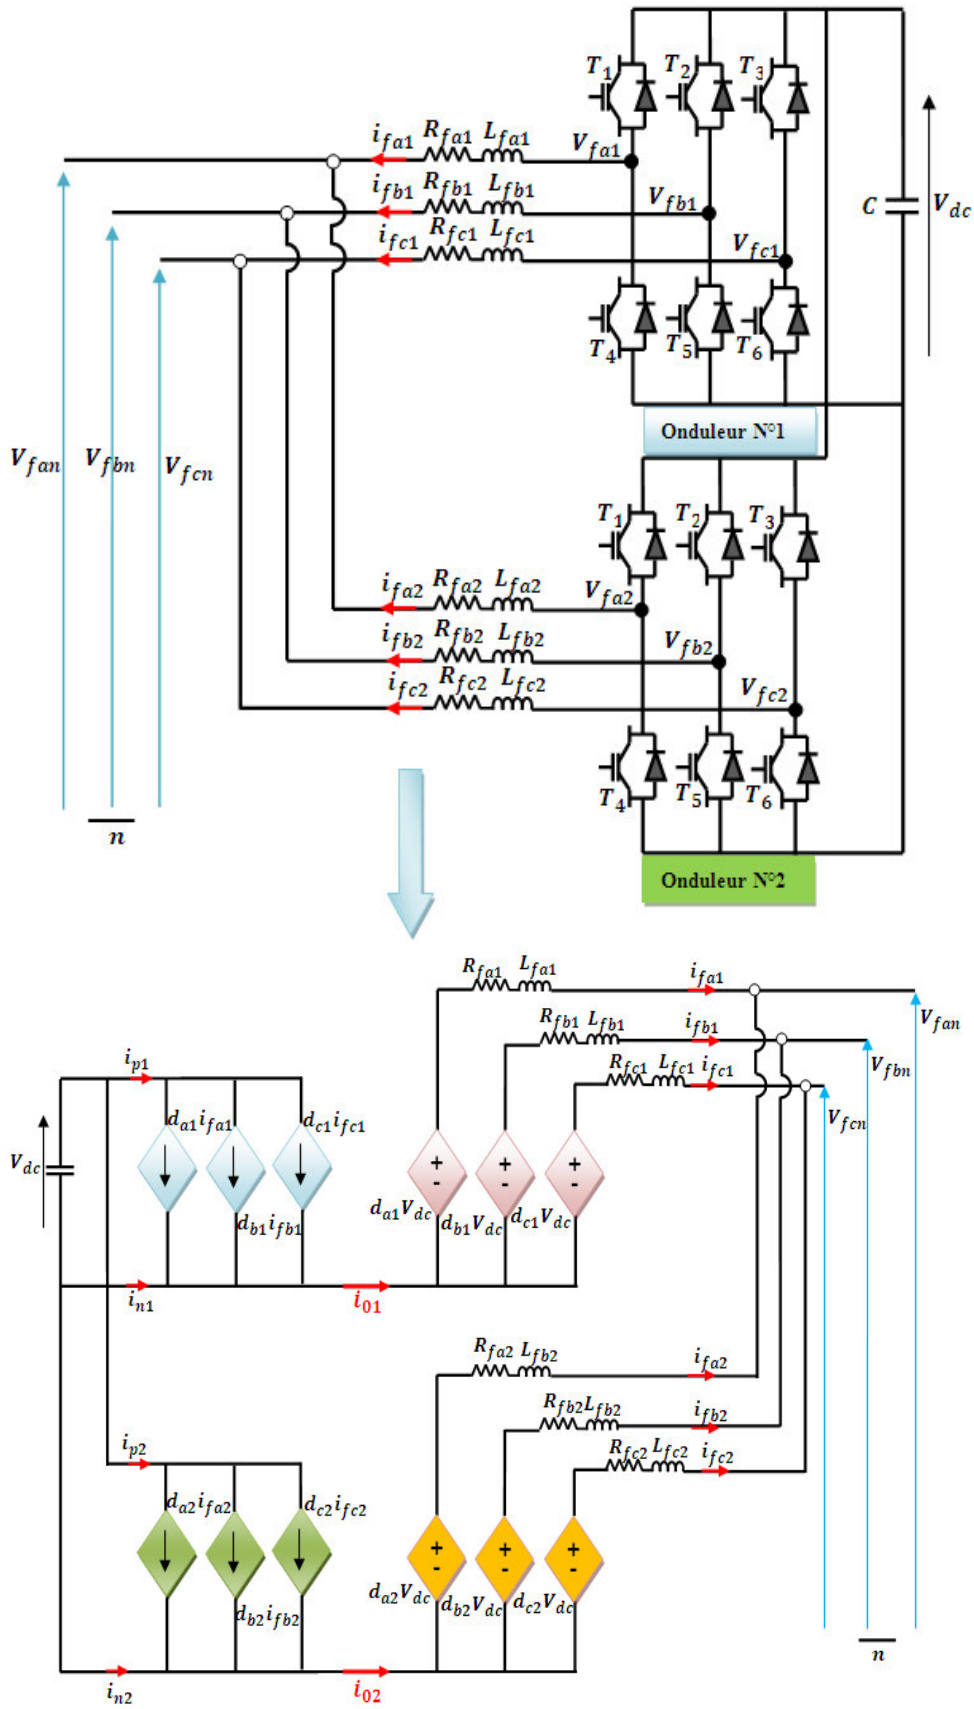 T1 T2 T3
ifa1 Rfa1 Lfa1 Vfa1
ifb1 Rfb1 Lfb1 Vfb1
C Vdc
ifc1 Rfc1 Lfc1 Vfc1
T4 T5 T6
Onduleur N°1
Vfan Vfbn Vfcn
T1 T2 T3
ifa2 Rfa2 Lfa2 Vfa2
ifb2 Rfb2 Lfb2 Vfb2
ifc2 Rfc2 Lfc2 Vfc2
T4 T5 T6
n
Onduleur N°2
Rfa1 Lfa1 ifa1
Vfan
Rfb1 Lfb1 ifb1
Vfbn
ip1 Rfc1 Lfc1 ifc1
Vfcn
da1ifa1 dc1ifc1
Vdc
+ + +
- - -
da1Vdc db1Vdc dc1Vdc
db1ifb1
in1 i01
Rfa2 Lfb2 ifa2
Rfb2 Lfb2 ifb2
ip2 Rfc2 Lfc2 ifc2
da2ifa2 dc2ifc2
+ + +
- - -
da2Vdc db2Vdc dc2Vdc
db2ifb2
n
in2 i02